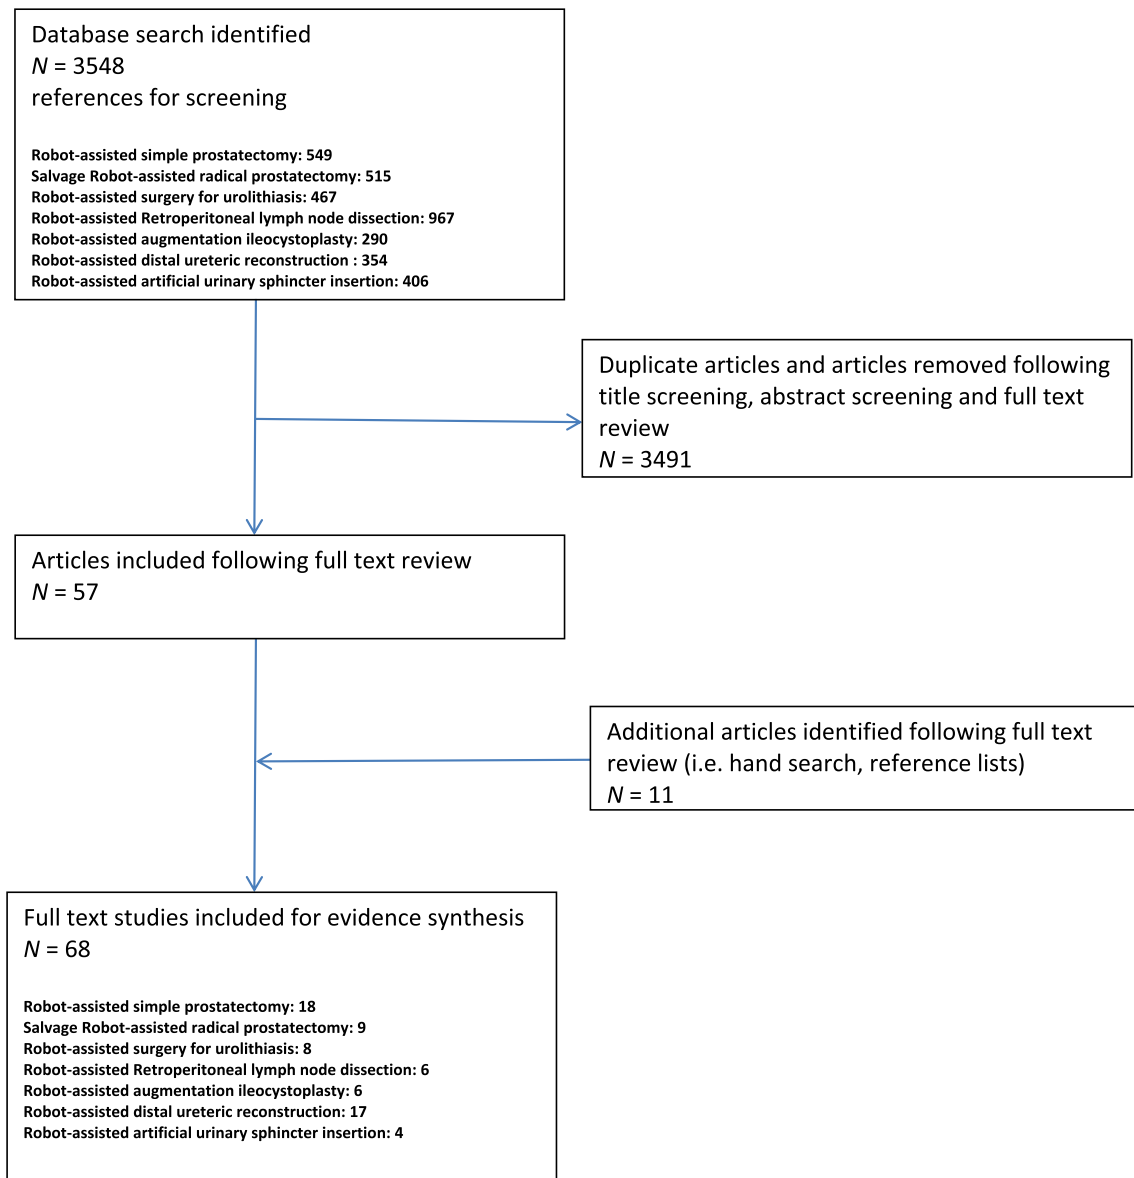 Database search identified
N = 3548
references for screening
Robot-assisted simple prostatectomy: 549
Salvage Robot-assisted radical prostatectomy: 515
Robot-assisted surgery for urolithiasis: 467
Robot-assisted Retroperitoneal lymph node dissection: 967
Robot-assisted augmentation ileocystoplasty: 290
Robot-assisted distal ureteric reconstruction : 354
Robot-assisted artificial urinary sphincter insertion: 406
Duplicate articles and articles removed following
title screening, abstract screening and full text
review
N = 3491
Articles included following full text review
N = 57
Additional articles identified following full text
review (i.e. hand search, reference lists)
N = 11
Full text studies included for evidence synthesis
N = 68
Robot-assisted simple prostatectomy: 18
Salvage Robot-assisted radical prostatectomy: 9
Robot-assisted surgery for urolithiasis: 8
Robot-assisted Retroperitoneal lymph node dissection: 6
Robot-assisted augmentation ileocystoplasty: 6
Robot-assisted distal ureteric reconstruction: 17
Robot-assisted artificial urinary sphincter insertion: 4